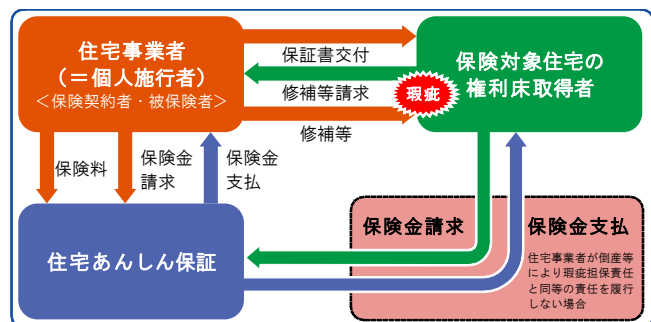 住宅事業者
(＝個人施行者)
＜保険契約者・被保険者＞
保証書交付
修補等請求
瑕疵
修補等
保険対象住宅の
権利床取得者
保険料
保険金
請求
保険金
支払
住宅あんしん保証
保険金請求
保険金支払
住宅事業者が倒産等
により瑕疵担保責任
と同等の責任を履行
しない場合